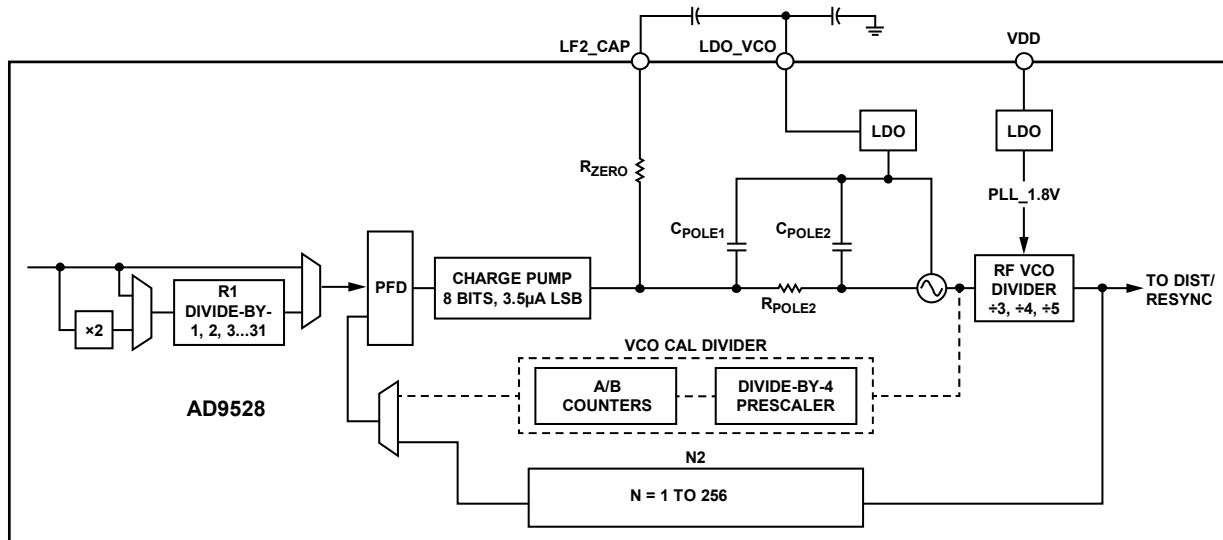 LF2_CAP
LDO_VCO
VDD
LDO
LDO
RZERO
PLL_1.8V
CPOLE1
CPOLE2
R1
DIVIDE-BY-
1, 2, 3...31
×2
PFD
CHARGE PUMP
8 BITS, 3.5µA LSB
RPOLE2
RF VCO
DIVIDER
÷3, ÷4, ÷5
TO DIST/
RESYNC
VCO CAL DIVIDER
A/B
COUNTERS
DIVIDE-BY-4
PRESCALER
AD9528
N2
N = 1 TO 256